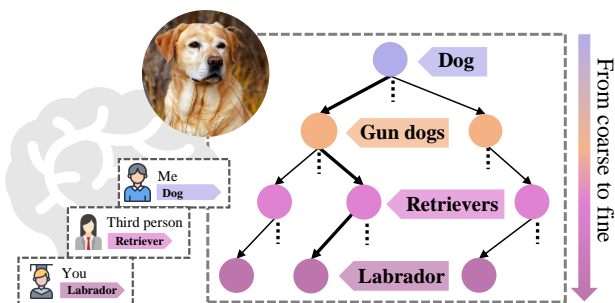 Dog
Gun dogs
Retrievers
Labrador
From coarse to fine
Me
Dog
Third person
Retriever
You
Labrador